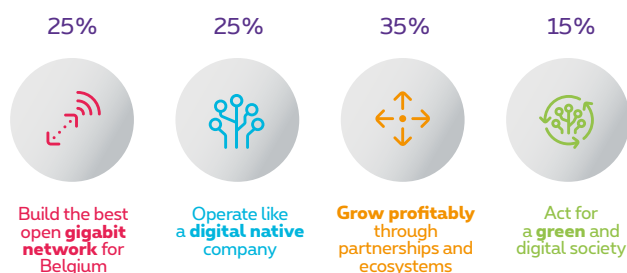 25%
25%
35%
15%
Build the best
open gigabit
network for
Belgium
Operate like
a digital native
company
Grow profitably
through
partnerships and
ecosystems
Act for
a green and
digital society